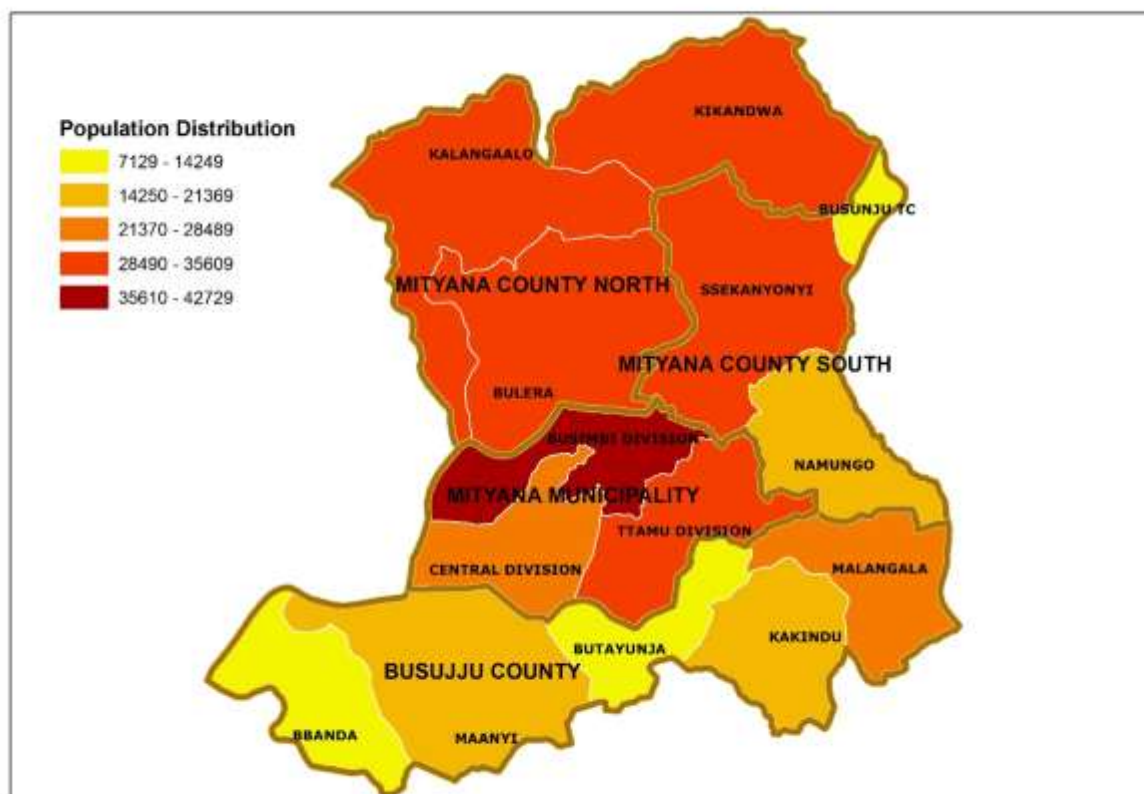 Population Distribution
7129 - 14249
14250 - 21369
21370 - 28489
28490 - 35609
35610 - 42729
KIKANDWA
KALANGAALO
BUSUNJU TC
MITYANA COUNTY NORTH
SSEKANYONYI
MITYANA COUNTY SOUTH
BULERA
BUSIMBI DIVISION
NAMUNGO
MITYANA MUNICIPALITY
TTAMU DIVISION
CENTRAL DIVISION
MALANGALA
KAKINDU
BUTAYUNJA
BUSUJJU COUNTY
BBANDA
MAANYI